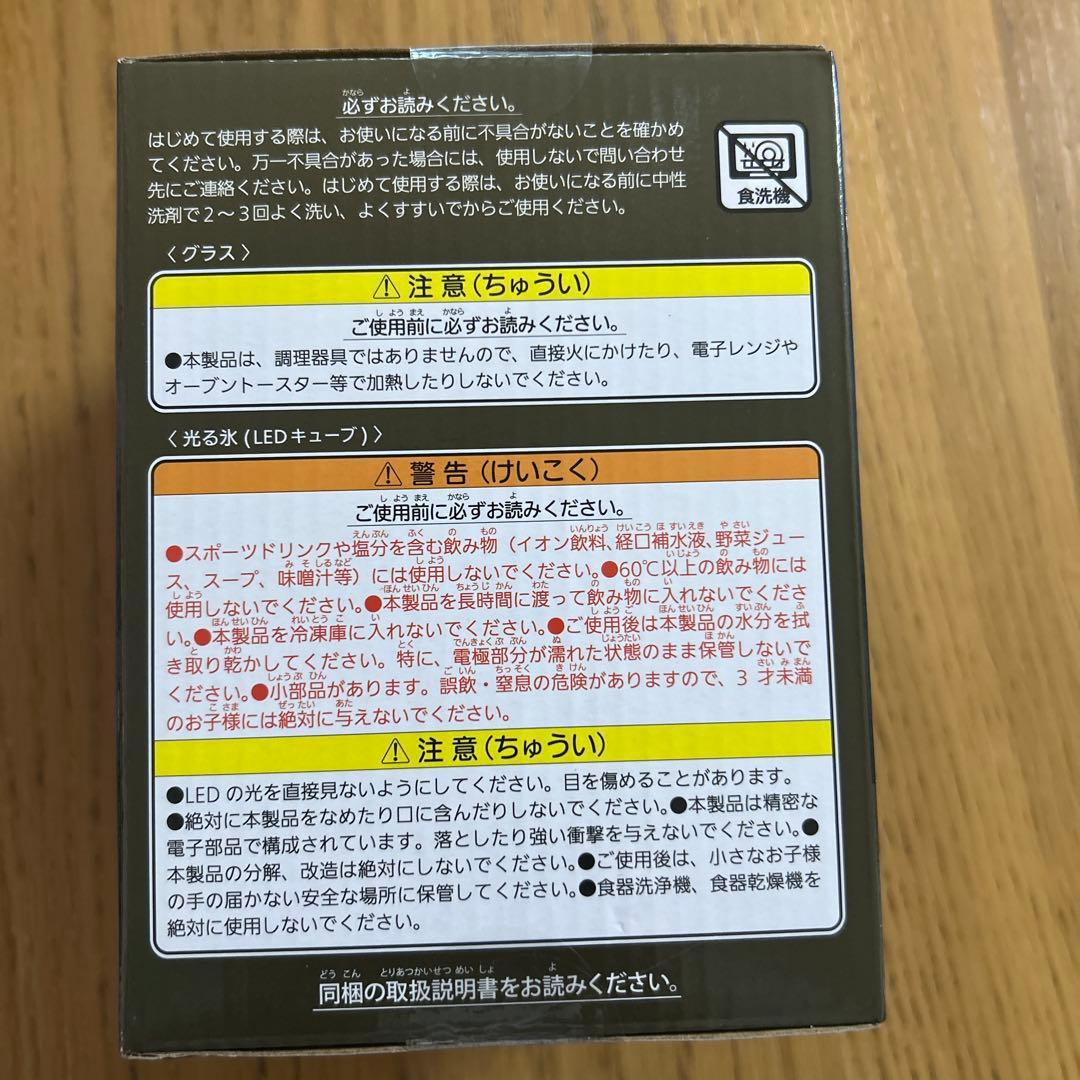 必ずお読みください。
はじめて使用する際は、お使いになる前に不具合がないことを確かめ
てください。万一不具合があった場合には、使用しないで問い合わせ
先にご連絡ください。はじめて使用する際は、お使いになる前に中性
洗剤で2〜3回よく洗い、よくすすいでからご使用ください。
食洗機
〈グラス〉
⚠注意(ちゅうい)
ご使用前に必ずお読みください。
●本製品は、調理器具ではありませんので、直接火にかけたり、電子レンジや
オーブントースター等で加熱したりしないでください。
〈光る氷(LEDキューブ)〉
⚠警告(けいこく)
ご使用前に必ずお読みください。
●スポーツドリンクや塩分を含む飲み物(イオン飲料、経口補水液、野菜ジュー
ス、スープ、味噌汁等)には使用しないでください。●60℃以上の飲み物には
使用しないでください。●本製品を長時間に渡って飲み物に入れないでくださ
い。●本製品を冷凍庫に入れないでください。●ご使用後は本製品の水分を拭
き取り乾かしてください。特に、電極部分が濡れた状態のまま保管しないで
ください。●小部品があります。誤飲・窒息の危険がありますので、3才未満
のお子様には絶対に与えないでください。
⚠注意(ちゅうい)
●LEDの光を直接見ないようにしてください。目を傷めることがあります。
●絶対に本製品をなめたり口に含んだりしないでください。●本製品は精密な
電子部品で構成されています。落としたり強い衝撃を与えないでください。●
本製品の分解、改造は絶対にしないでください。●ご使用後は、小さなお子様
の手の届かない安全な場所に保管してください。●食器洗浄機、食器乾燥機を
絶対に使用しないでください。
同梱の取扱説明書をお読みください。